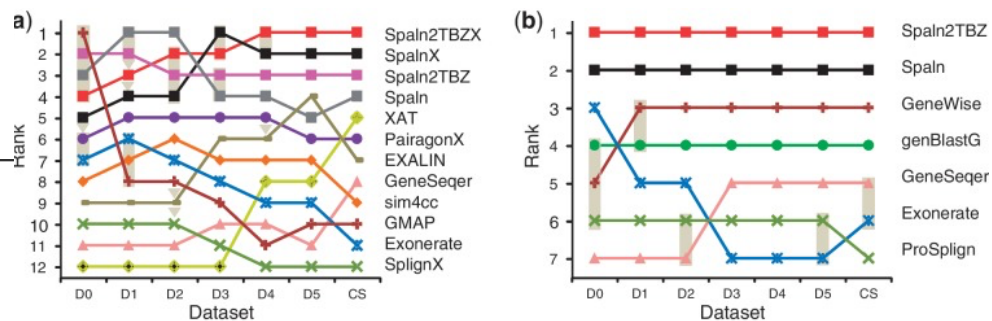 a)
1
2
3
4
5
6
7
8
9
10
11
12
Rank
D0 D1 D2 D3 D4 D5 CS
Dataset
Spaln2TBZX
SpalnX
Spaln2TBZ
Spaln
XAT
PairagonX
EXALIN
GeneSeqer
sim4cc
GMAP
Exonerate
SplignX
(b)
1
2
3
4
5
6
7
Rank
D0 D1 D2 D3 D4 D5 CS
Dataset
Spaln2TBZ
Spaln
GeneWise
genBlastG
GeneSeqer
Exonerate
ProSplign